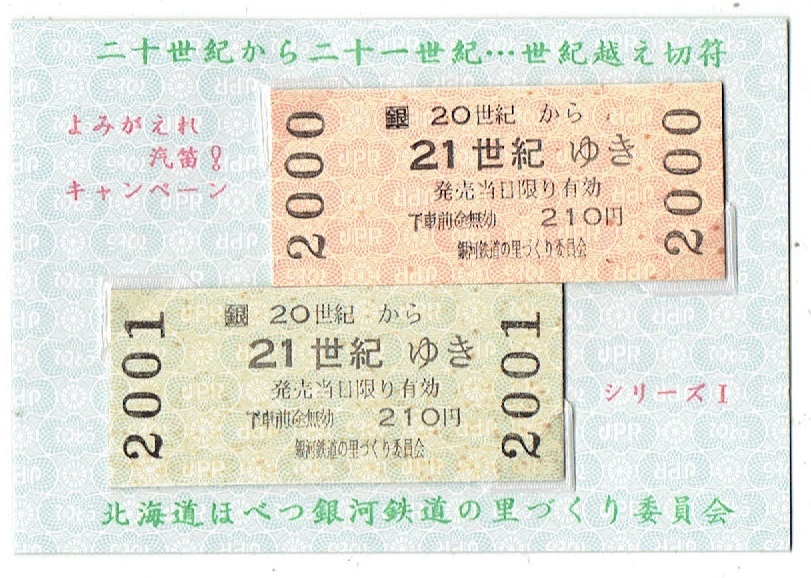 二十世紀から二十一世紀…世紀越え切符
よみがえれ
汽笛!
キャンペーン
2000
銀 20世紀 から
21世紀 ゆき
発売当日限り有効
下車前途無効 210円
銀河鉄道の里づくり委員会
2000
2001
銀 20世紀 から
21世紀 ゆき
発売当日限り有効
下車前途無効 210円
銀河鉄道の里づくり委員会
2001
シリーズI
北海道ほべつ銀河鉄道の里づくり委員会